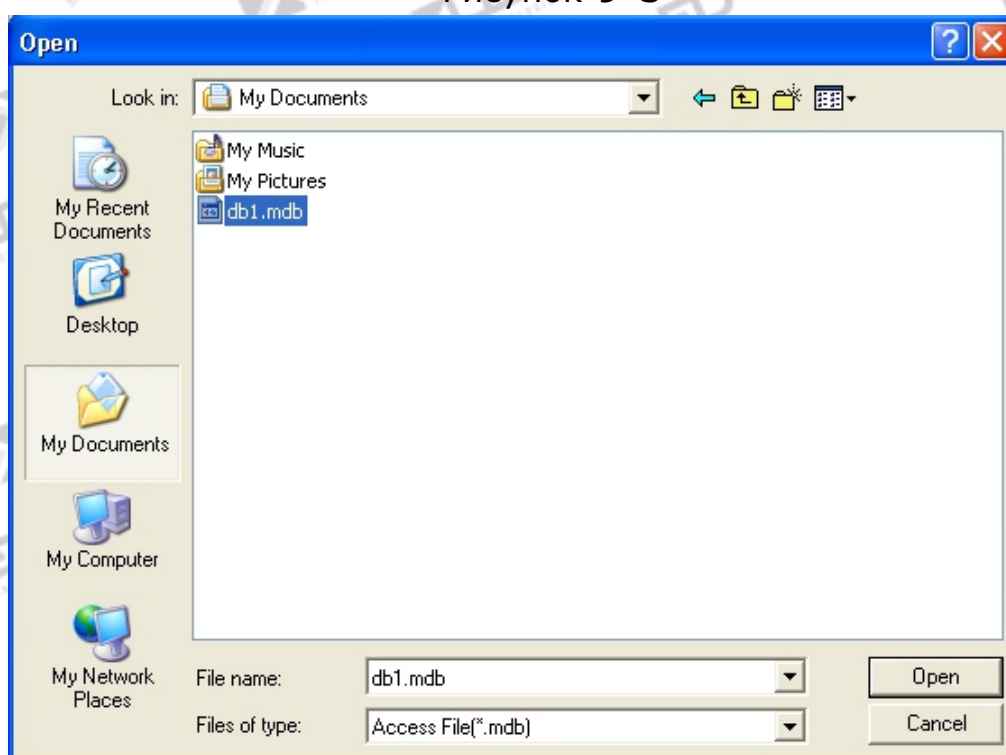 Open
Look in:
My Documents
My Music
My Pictures
db1.mdb
My Recent
Documents
Desktop
My Documents
My Computer
My Network
Places
File name:
db1.mdb
Open
Files of type:
Access File(*.mdb)
Cancel